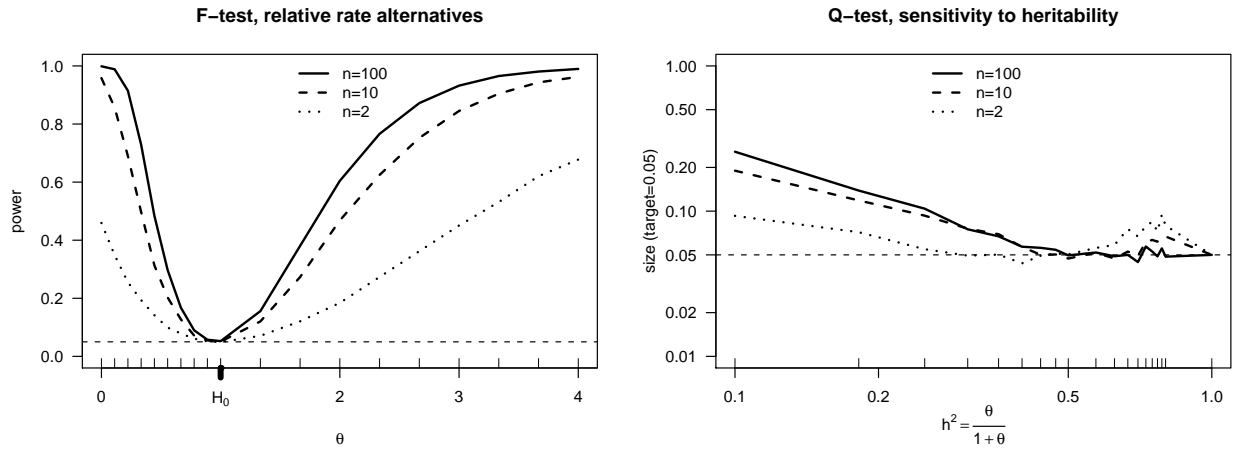 F−test, relative rate alternatives
power
1.0
0.8
0.6
0.4
0.2
0.0
n=100
n=10
n=2
0 H₀ 2 3 4
θ
Q−test, sensitivity to heritability
size (target=0.05)
1.00
0.50
0.20
0.10
0.05
0.02
0.01
n=100
n=10
n=2
0.1 0.2 0.5 1.0
h² = θ
1 + θ